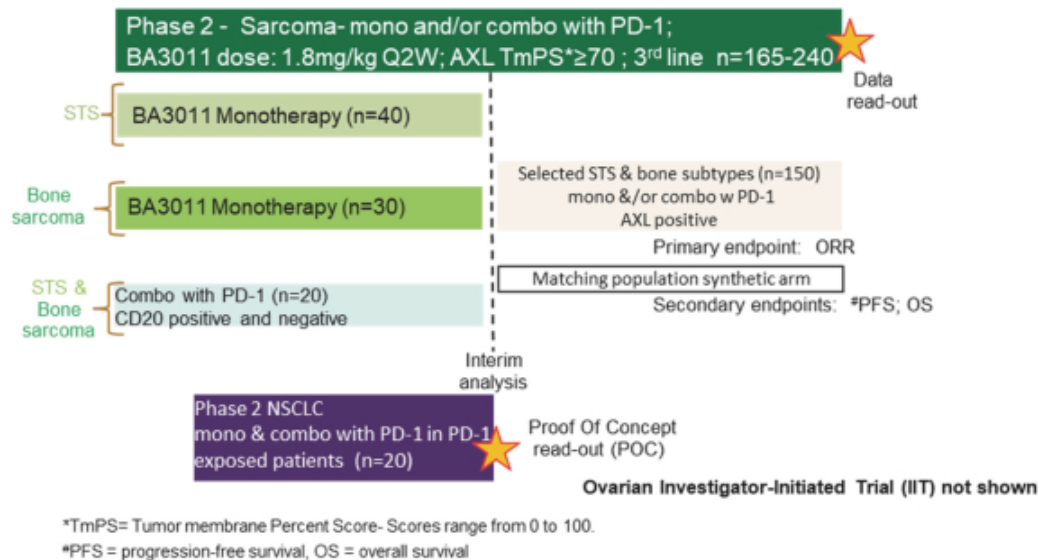 Phase 2 - Sarcoma- mono and/or combo with PD-1;
BA3011 dose: 1.8mg/kg Q2W; AXL TmPS*≥70 ; 3rd line n=165-240
Data
read-out
STS
BA3011 Monotherapy (n=40)
Bone
sarcoma
BA3011 Monotherapy (n=30)
Selected STS & bone subtypes (n=150)
mono &/or combo w PD-1
AXL positive
Primary endpoint: ORR
Matching population synthetic arm
Secondary endpoints: #PFS; OS
STS &
Bone
sarcoma
Combo with PD-1 (n=20)
CD20 positive and negative
Interim
analysis
Phase 2 NSCLC
mono & combo with PD-1 in PD-1
exposed patients (n=20)
Proof Of Concept
read-out (POC)
Ovarian Investigator-Initiated Trial (IIT) not shown
*TmPS= Tumor membrane Percent Score- Scores range from 0 to 100.
#PFS = progression-free survival, OS = overall survival